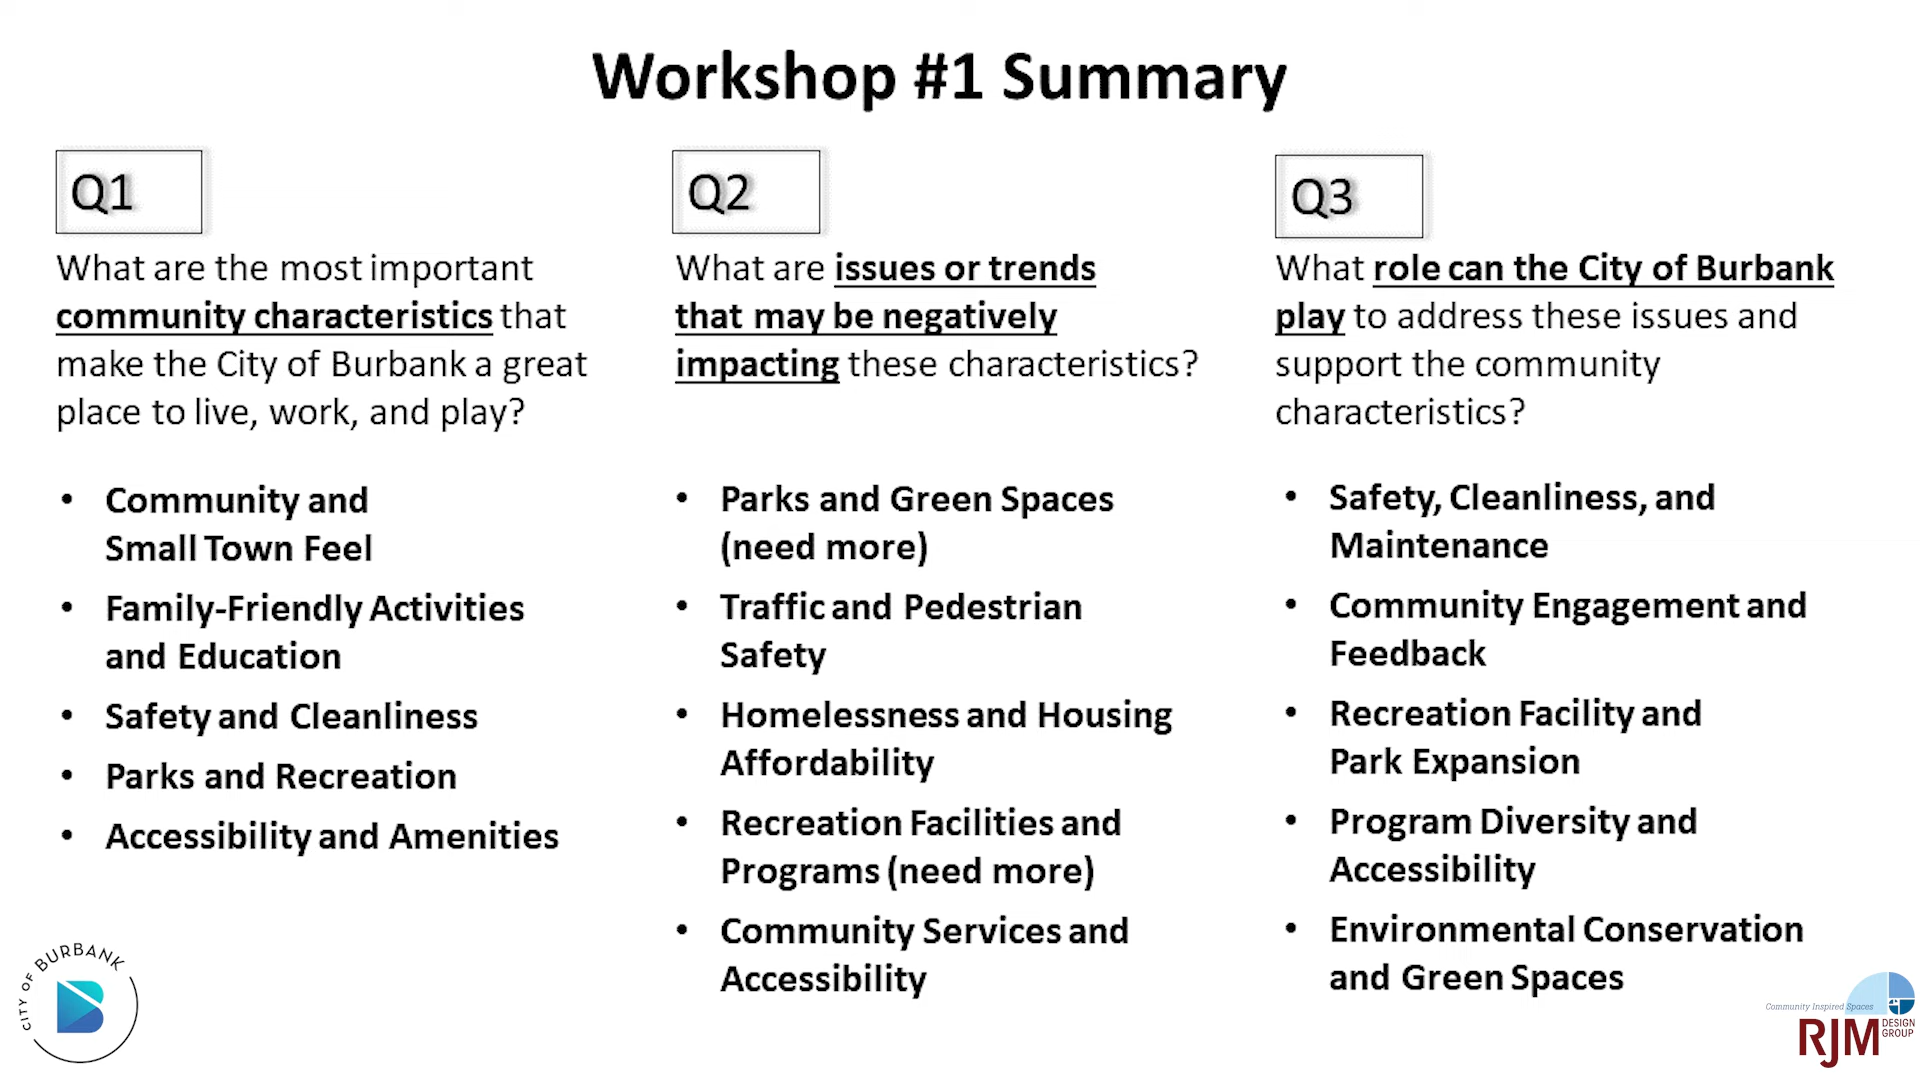 Workshop #1 Summary
Q1
What are the most important
community characteristics that
make the City of Burbank a great
place to live, work, and play?
• Community and
Small Town Feel
• Family-Friendly Activities
and Education
• Safety and Cleanliness
• Parks and Recreation
• Accessibility and Amenities
Q2
What are issues or trends
that may be negatively
impacting these characteristics?
• Parks and Green Spaces
(need more)
• Traffic and Pedestrian
Safety
• Homelessness and Housing
Affordability
• Recreation Facilities and
Programs (need more)
• Community Services and
Accessibility
Q3
What role can the City of Burbank
play to address these issues and
support the community
characteristics?
• Safety, Cleanliness, and
Maintenance
• Community Engagement and
Feedback
• Recreation Facility and
Park Expansion
• Program Diversity and
Accessibility
• Environmental Conservation
and Green Spaces
CITY OF BURBANK
B
Community Inspired Spaces
RJM DESIGN
GROUP